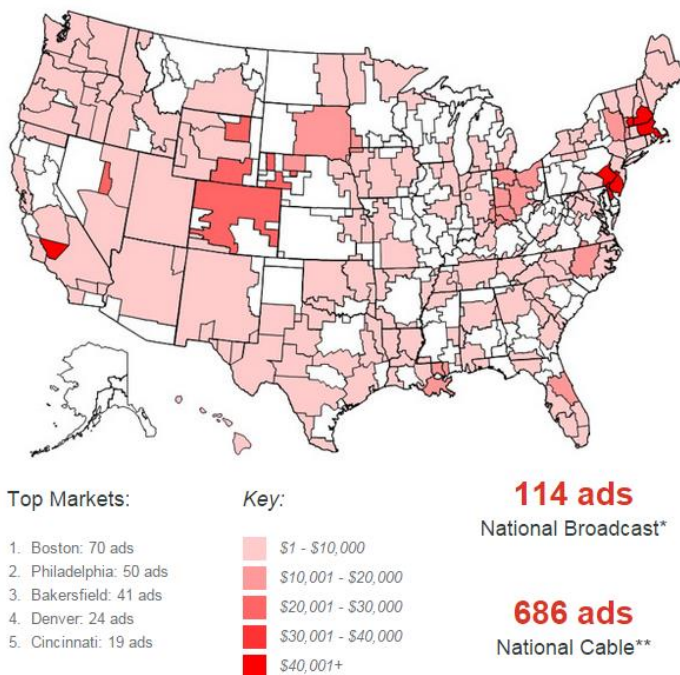 Top Markets:
1. Boston: 70 ads
2. Philadelphia: 50 ads
3. Bakersfield: 41 ads
4. Denver: 24 ads
5. Cincinnati: 19 ads
Key:
$1 - $10,000
$10,001 - $20,000
$20,001 - $30,000
$30,001 - $40,000
$40,001+
114 ads
National Broadcast*
686 ads
National Cable**